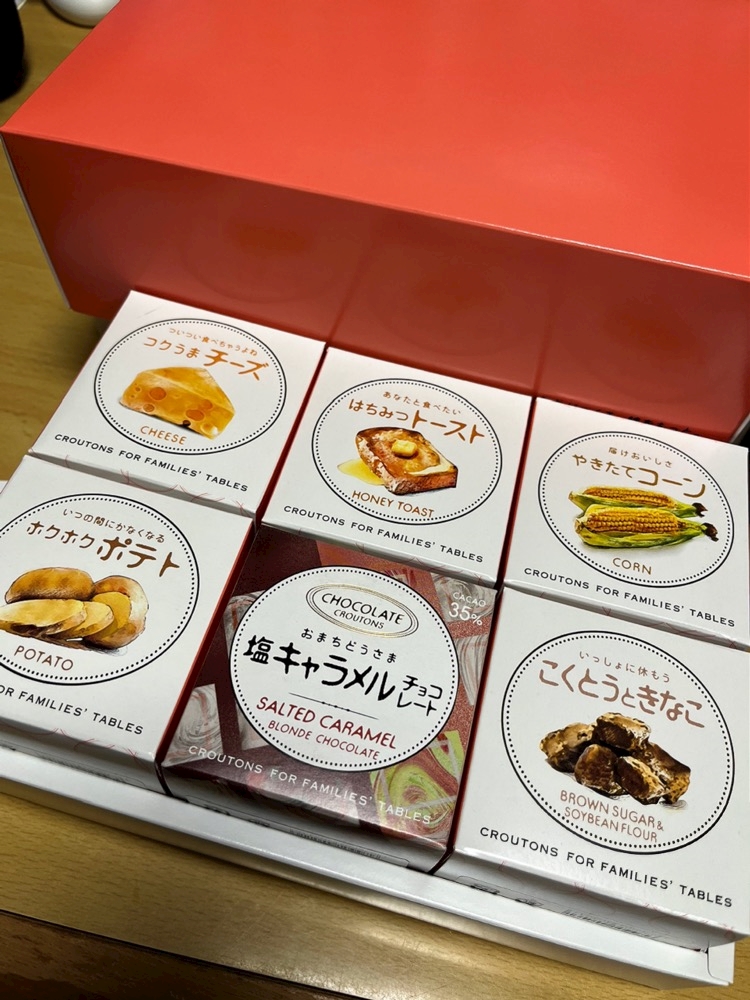 ついつい食べちゃうよね
コクうまチーズ
CHEESE
CROUTONS FOR FAMILIES' TABLES
あなたと食べたい
はちみつトースト
HONEY TOAST
CROUTONS FOR FAMILIES' TABLES
届けおいしさ
やきたてコーン
CORN
CROUTONS FOR FAMILIES' TABLES
いつの間にかなくなる
ホクホクポテト
POTATO
FOR FAMILIES' TABLES
CHOCOLATE
CROUTONS
CACAO
35%
おまちどうさま
塩キャラメルチョコレート
SALTED CARAMEL
BLONDE CHOCOLATE
CROUTONS FOR FAMILIES' TABLES
いっしょに休もう
こくとうときなこ
BROWN SUGAR &
SOYBEAN FLOUR
CROUTONS FOR FAMILIES' TABLES